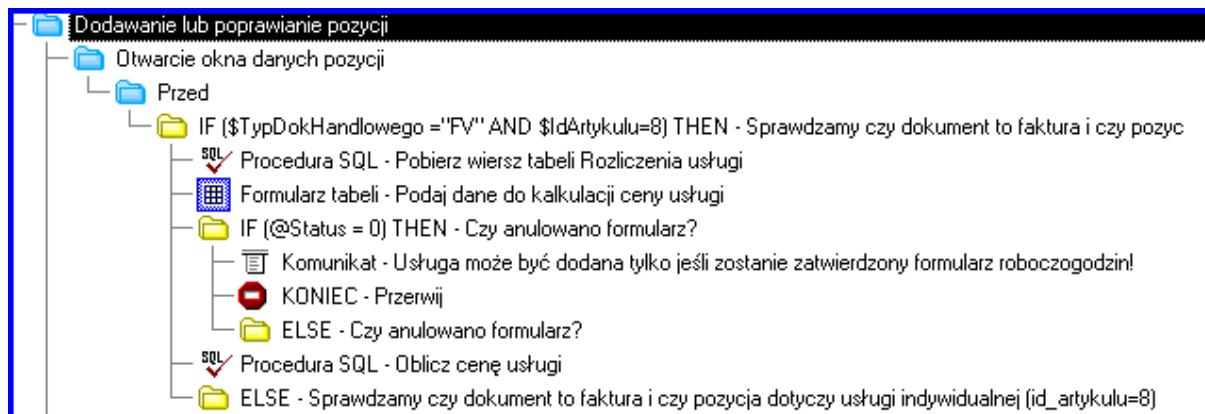 Dodawanie lub poprawianie pozycji
Otwarcie okna danych pozycji
Przed
IF ($TypDokHandlowego ="FV" AND $IdArtykulu=8) THEN - Sprawdzamy czy dokument to faktura i czy pozyc
SQL Procedura SQL - Pobierz wiersz tabeli Rozliczenia usługi
Formularz tabeli - Podaj dane do kalkulacji ceny usługi
IF (@Status = 0) THEN - Czy anulowano formularz?
Komunikat - Usługa może być dodana tylko jeśli zostanie zatwierdzony formularz roboczogodzin!
KONIEC - Przerwij
ELSE - Czy anulowano formularz?
SQL Procedura SQL - Oblicz cenę usługi
ELSE - Sprawdzamy czy dokument to faktura i czy pozycja dotyczy usługi indywidualnej (id_artykulu=8)